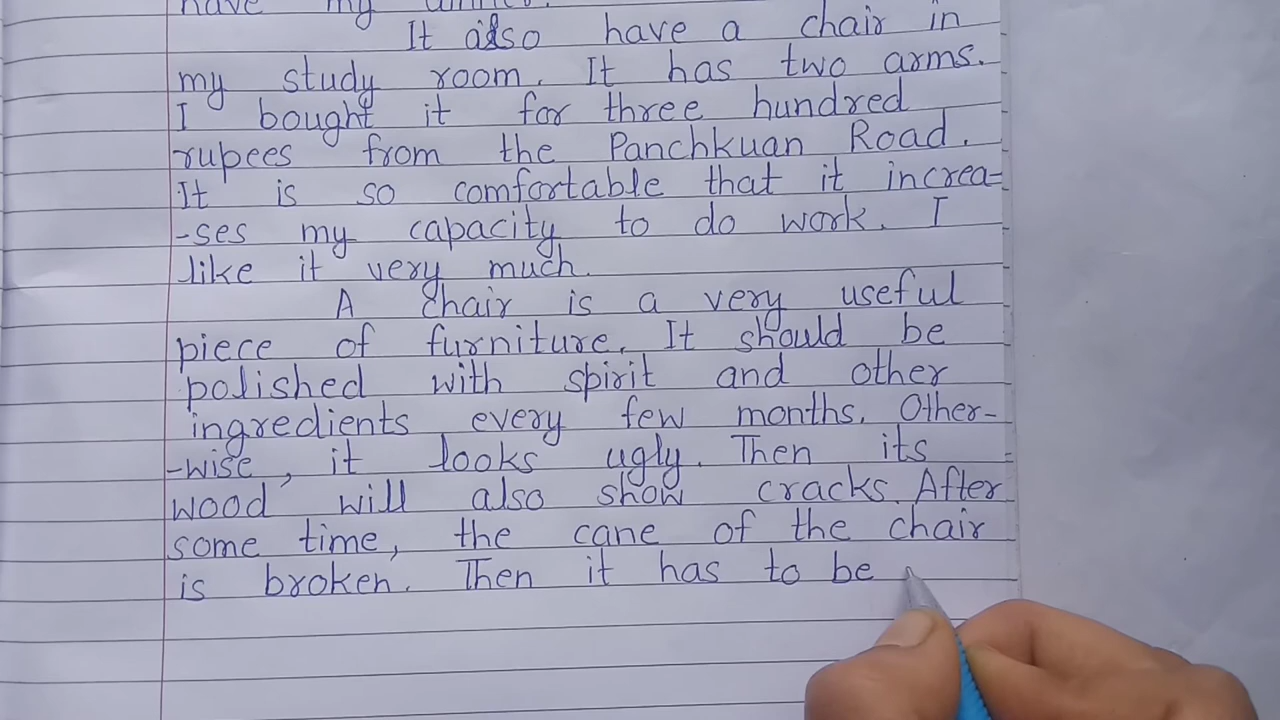 have my
It also have a chair in
my study room. It has two arms.
I bought it for three hundred
rupees from the Panchkuan Road.
It is so comfortable that it increa=
-ses my capacity to do work. I
like it very much.
A chair is a very useful
piece of furniture. It should be
polished with spirit and other
ingredients every few months. Other-
-wise, it looks ugly. Then its
wood will also show cracks. After
some time, the cane of the chair
is broken. Then it has to be